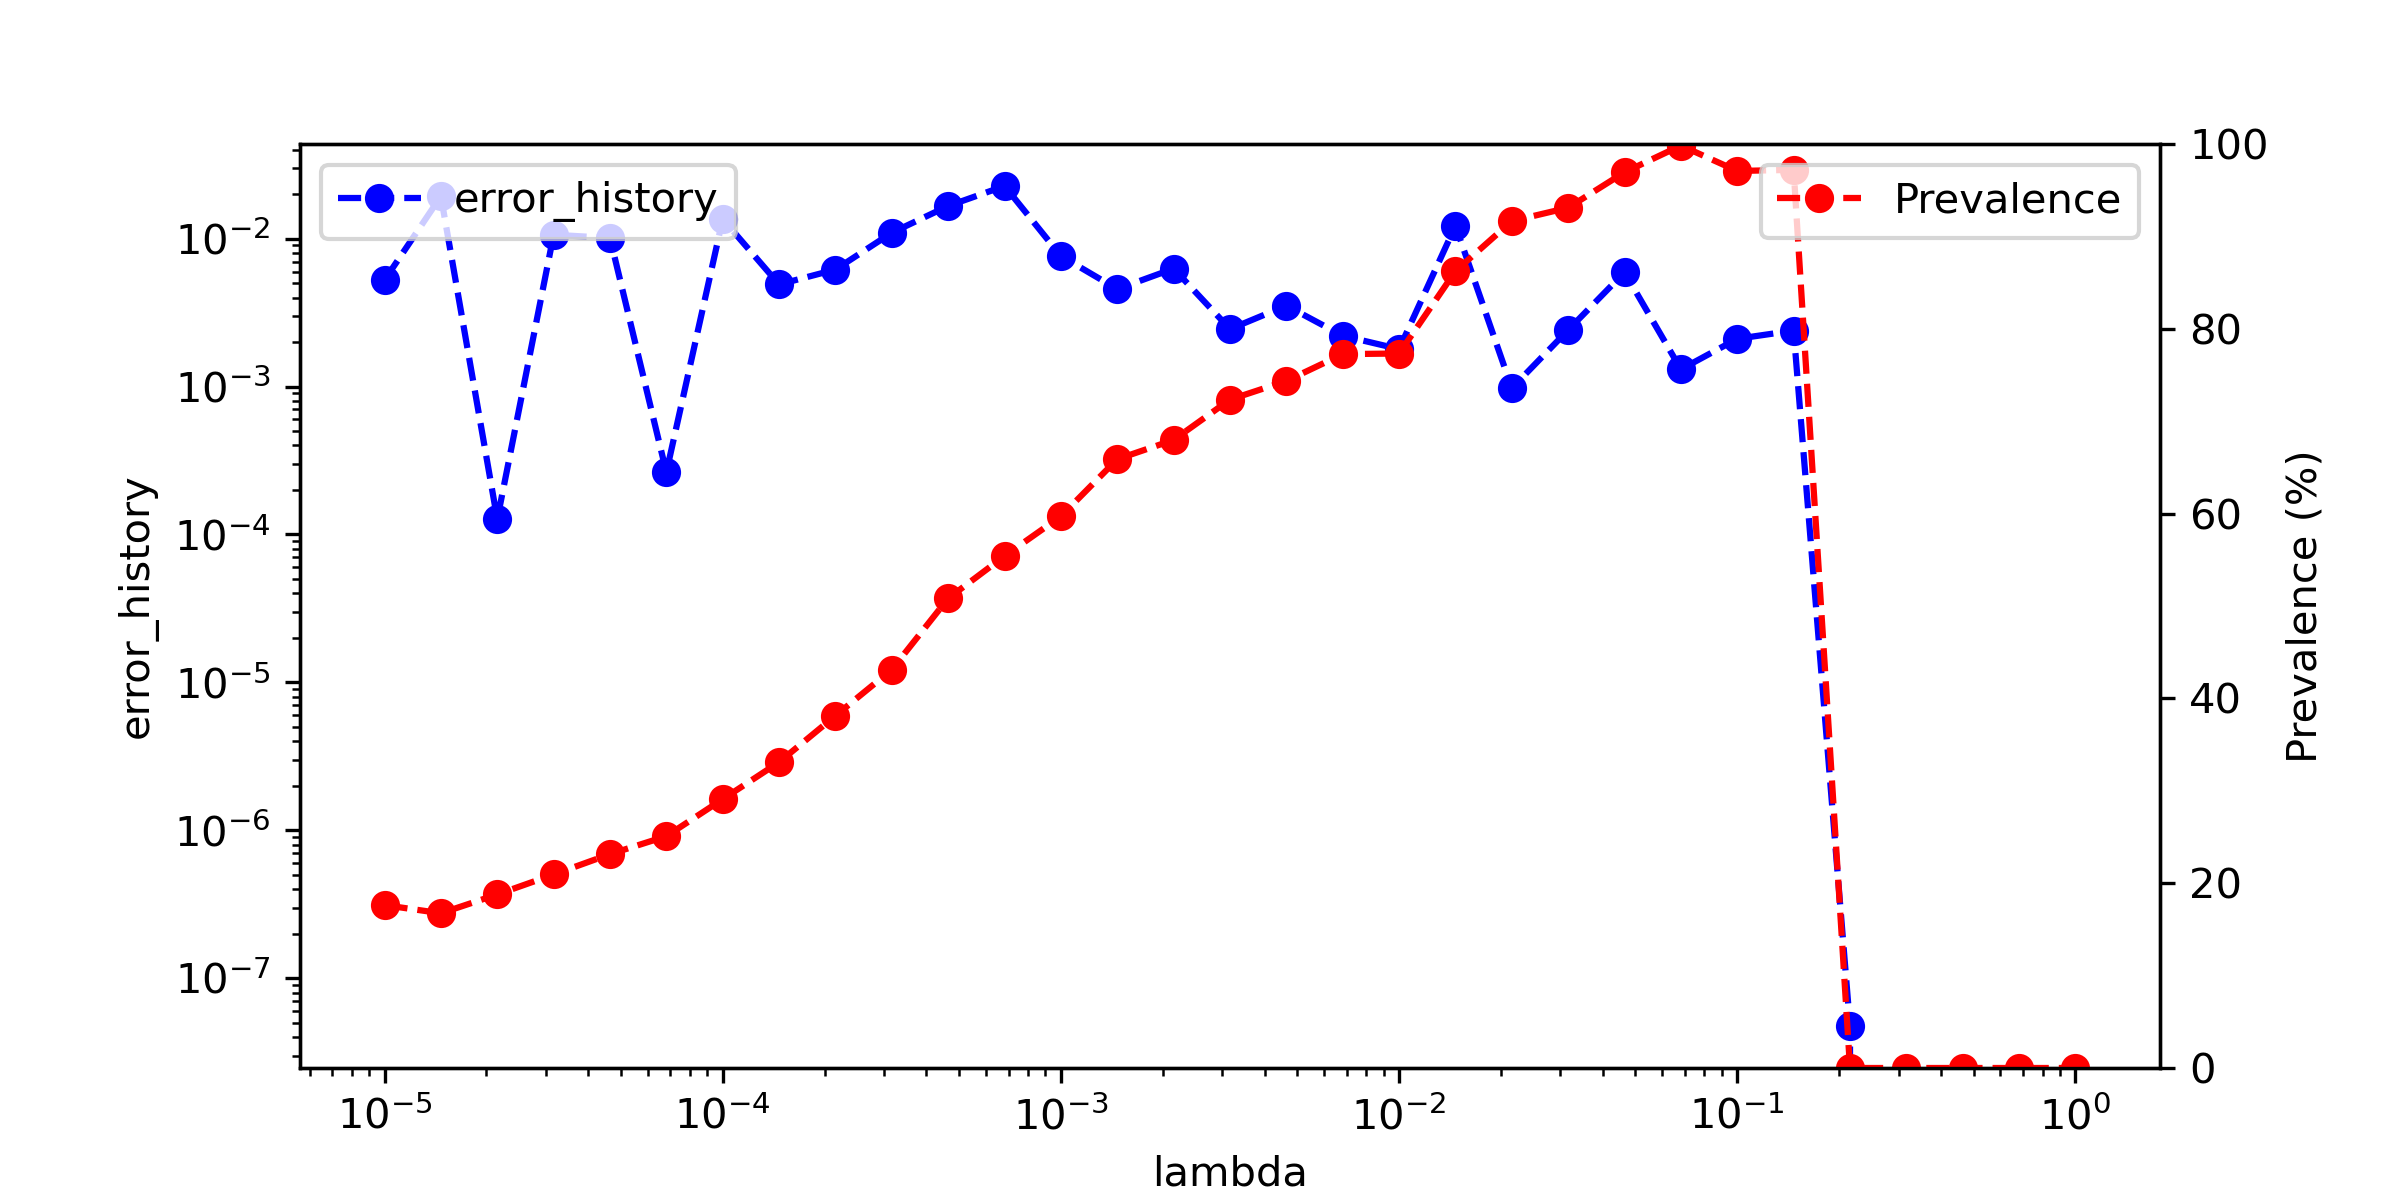 error_history
Prevalence
10⁻²
10⁻³
10⁻⁴
10⁻⁵
10⁻⁶
10⁻⁷
error_history
100
80
60
40
20
0
Prevalence (%)
10⁻⁵ 10⁻⁴ 10⁻³ 10⁻² 10⁻¹ 10⁰
lambda